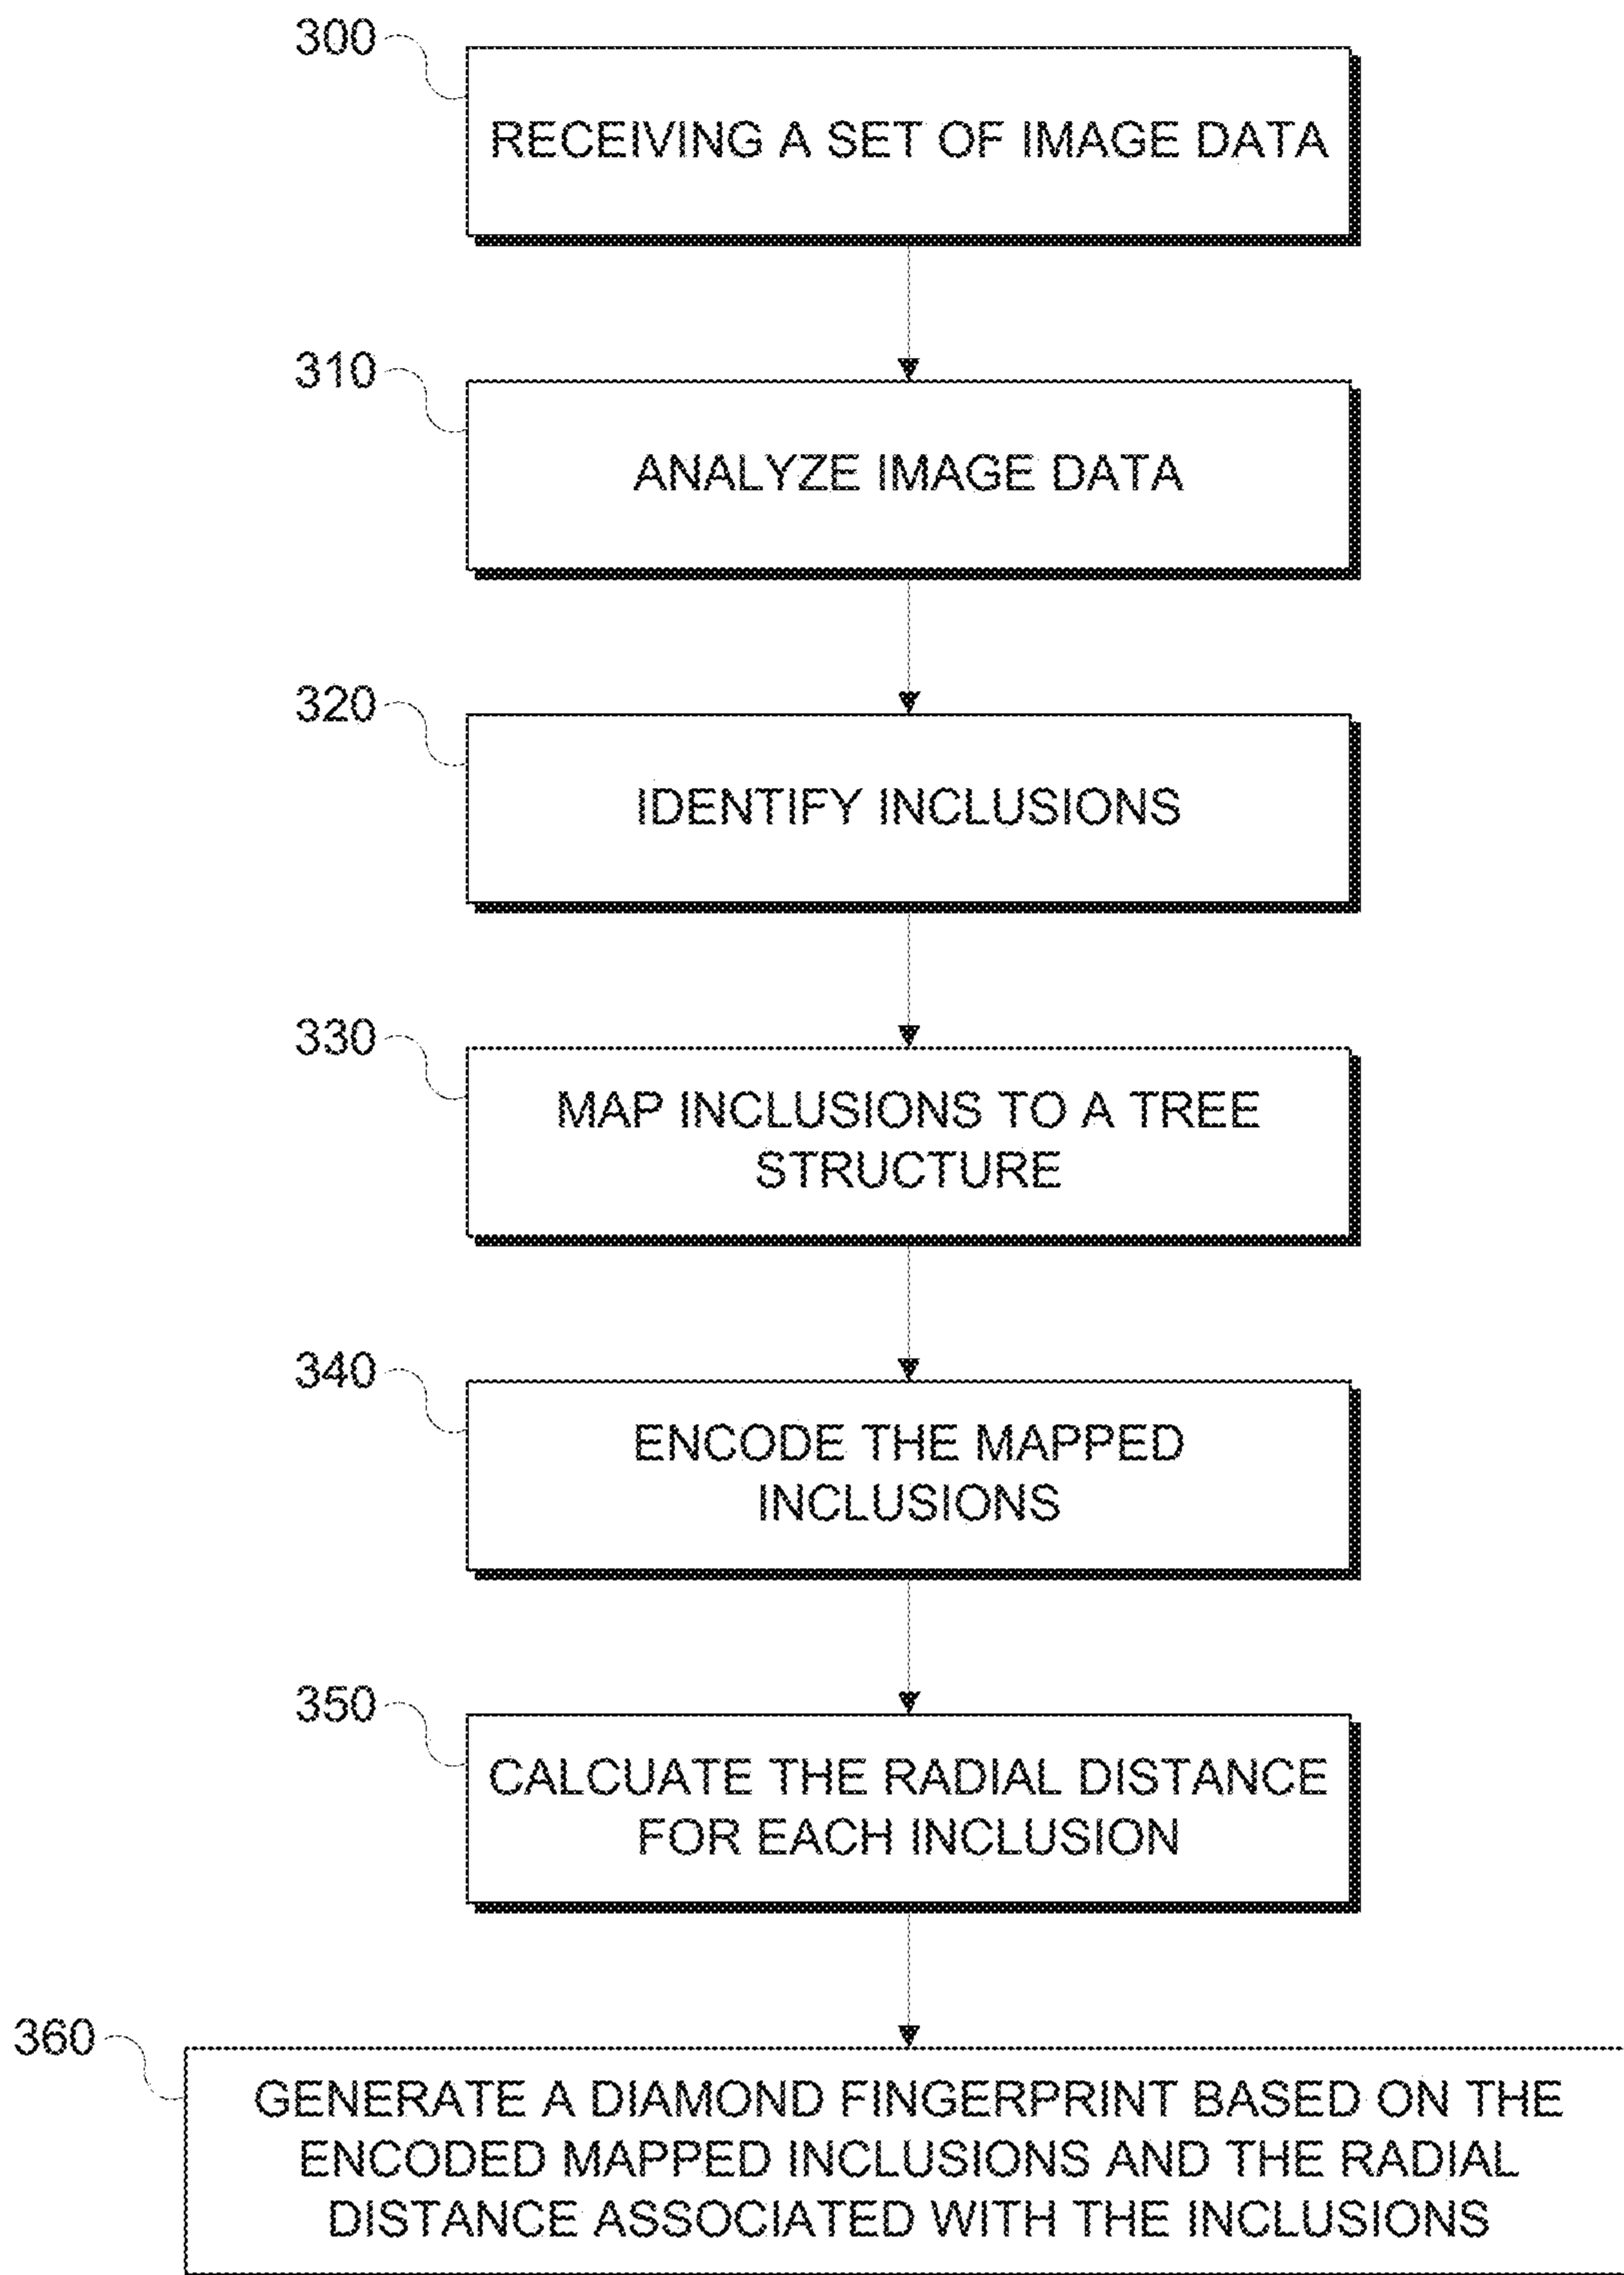 300
RECEIVING A SET OF IMAGE DATA
310
ANALYZE IMAGE DATA
320
IDENTIFY INCLUSIONS
330
MAP INCLUSIONS TO A TREE
STRUCTURE
340
ENCODE THE MAPPED
INCLUSIONS
350
CALCUATE THE RADIAL DISTANCE
FOR EACH INCLUSION
360
GENERATE A DIAMOND FINGERPRINT BASED ON THE
ENCODED MAPPED INCLUSIONS AND THE RADIAL
DISTANCE ASSOCIATED WITH THE INCLUSIONS